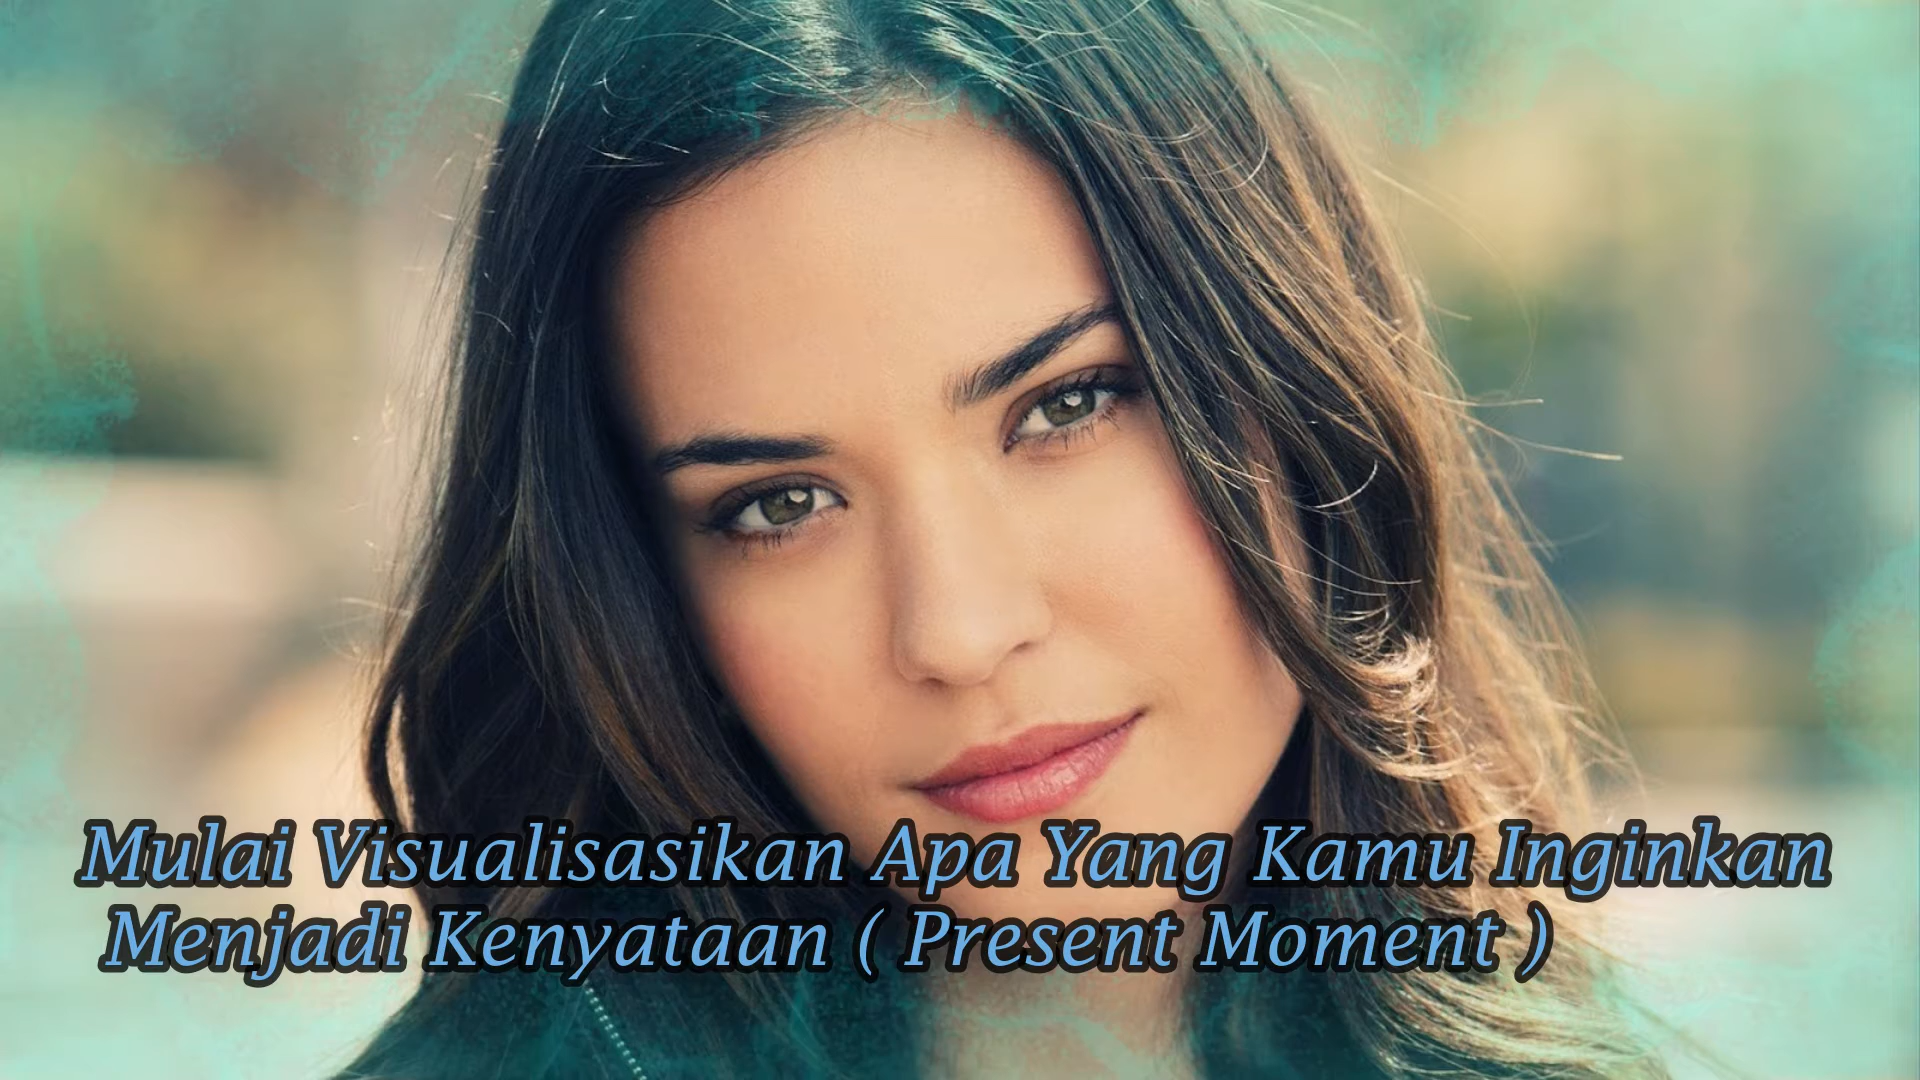 Mulai Visualisasikan Apa Yang Kamu Inginkan
Menjadi Kenyataan ( Present Moment )